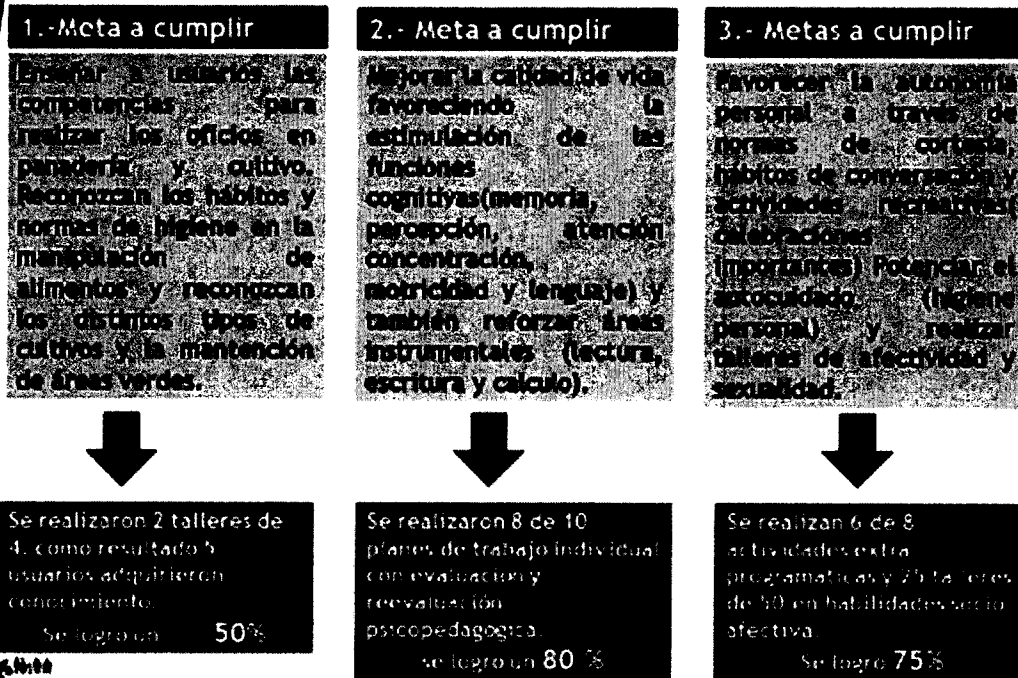 1.-Meta a cumplir
Enseñar a usuarios las
competencias para
realizar los oficios en
panadería y cultivo.
Reconozcan los hábitos y
normas de higiene en la
manipulación de
alimentos y reconozcan
los distintos tipos de
cultivos y la mantención
de áreas verdes.
Se realizaron 2 talleres de
4. como resultado 5
usuarios adquirieron
conocimiento.
Se logro un 50%
2.- Meta a cumplir
Mejorar la calidad de vida
favoreciendo la
estimulación de las
funciones
cognitivas(memoria,
percepción, atención
concentración,
motricidad y lenguaje) y
también reforzar áreas
instrumentales (lectura,
escritura y calculo).
Se realizaron 8 de 10
planes de trabajo individual
con evaluación y
reevaluación
psicopedagogica.
se logro un 80 %
3.- Metas a cumplir
Favorecer la autonomía
personal a través de
normas de cortesía,
hábitos de conversación y
actividades recreativas(
celebraciones
importantes) Potenciar el
autocuidado. (higiene
personal) y realizar
talleres de afectividad y
sexualidad.
Se realizan 6 de 8
actividades extra
programaticas y 25 talleres
de 50 en habilidades socio
afectiva.
Se logro 75%